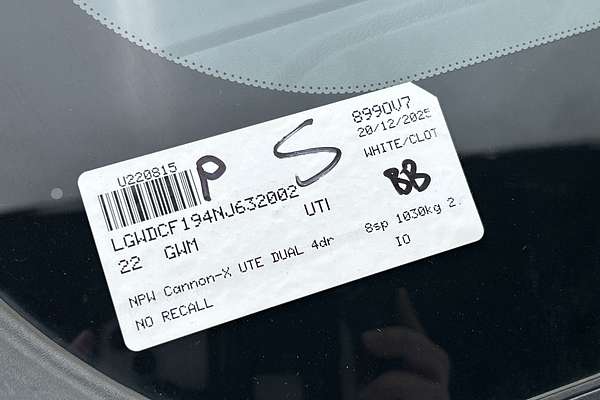 U220815 P S 899OV7
20/12/2025
WHITE/CLOT
BB
LGWDCF194NJ632002 UTI
22 GWM
NPW Cannon-X UTE DUAL 4dr 8sp 1030kg 2.
NO RECALL IO